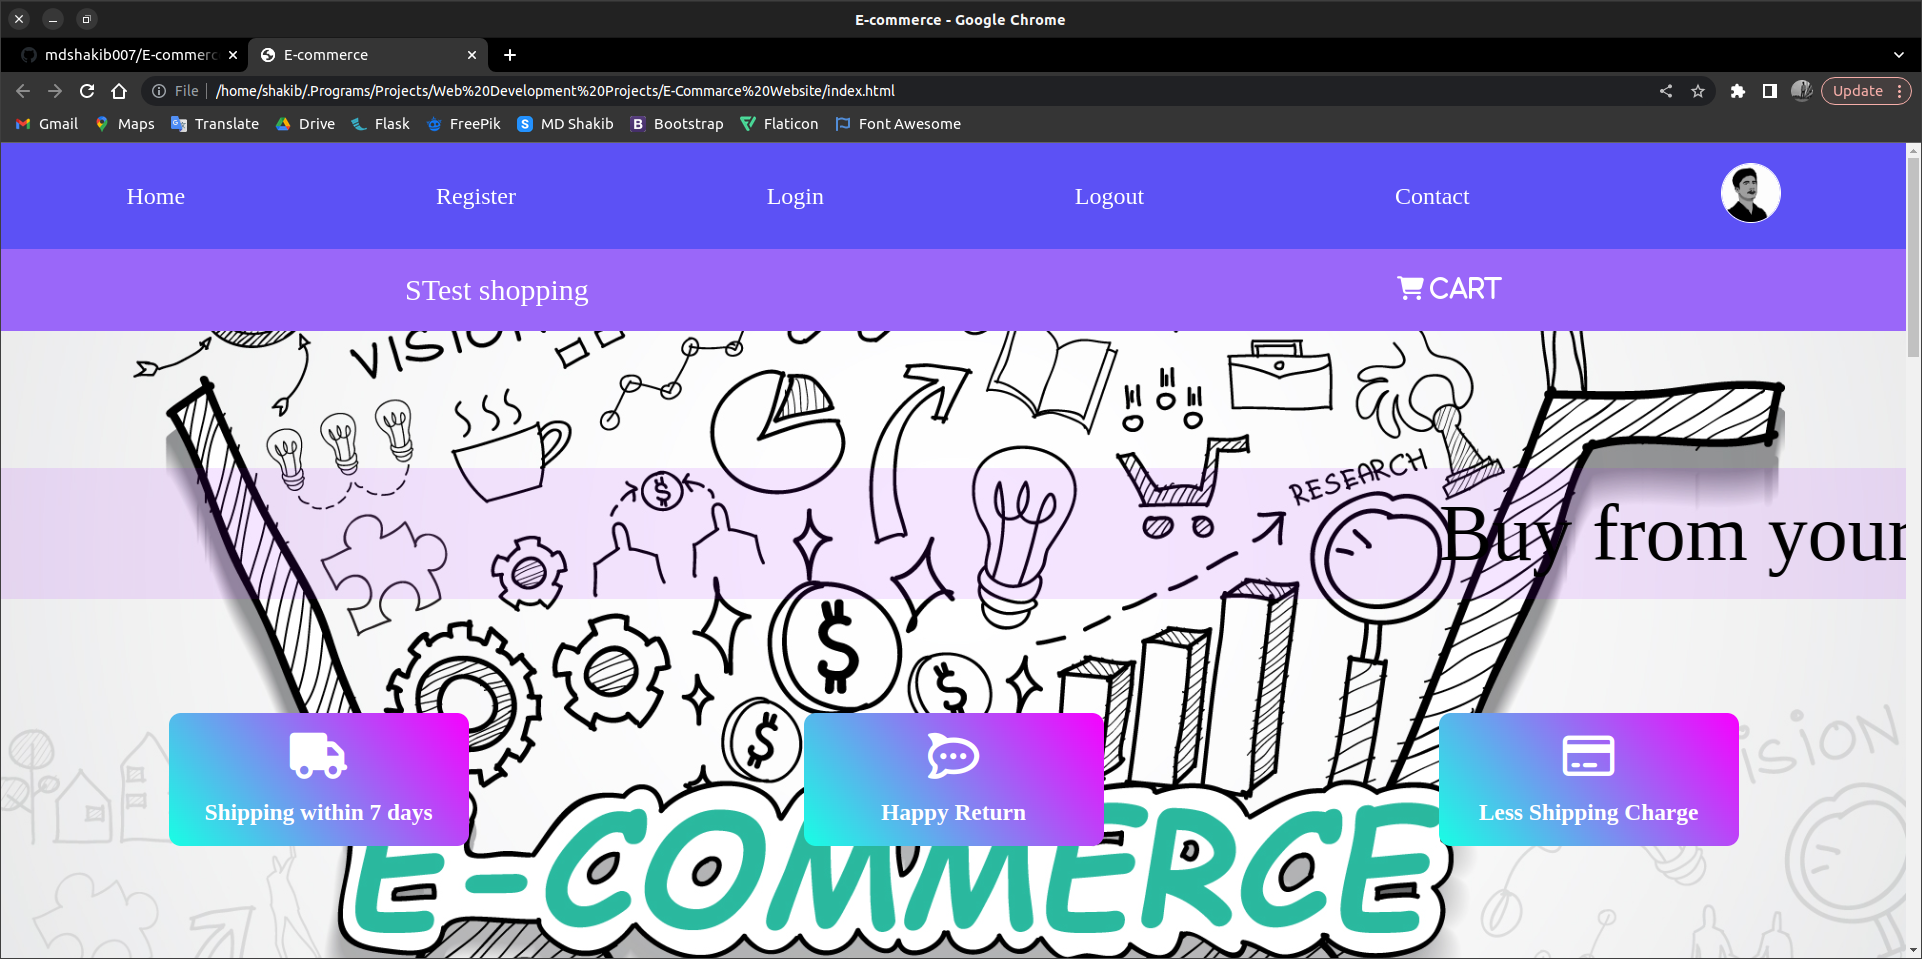 E-commerce - Google Chrome
mdshakib007/E-commerc
E-commerce
File
/home/shakib/.Programs/Projects/Web%20Development%20Projects/E-Commarce%20Website/index.html
Update
Gmail Maps Translate Drive Flask FreePik MD Shakib Bootstrap Flaticon Font Awesome
Home Register Login Logout Contact
STest shopping
CART
VISION
RESEARCH
Buy from your
Shipping within 7 days
Happy Return
Less Shipping Charge
E-COMMERCE